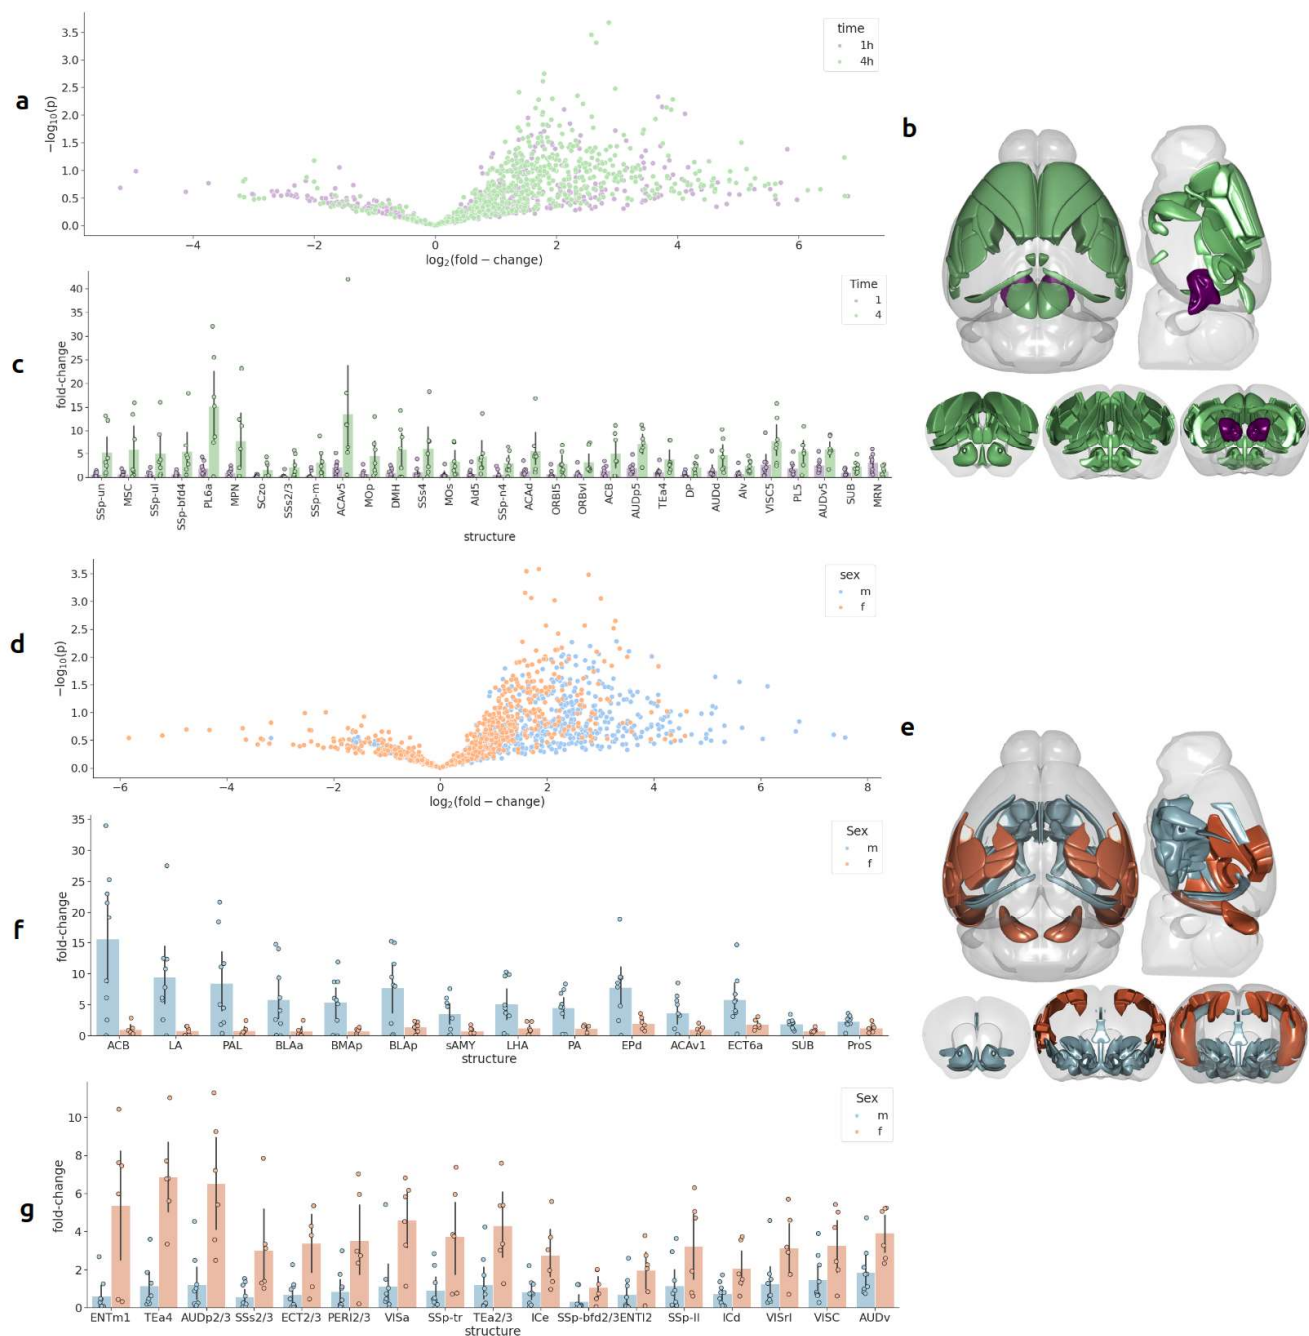 a
−log₁₀(p)
3.5
3.0
2.5
2.0
1.5
1.0
0.5
0.0
−4
−2
0
2
4
6
log₂(fold − change)
time
1h
4h
b
c
fold-change
40
35
30
25
20
15
10
5
0
Time
1
4
SSp-un
MSC
SSp-ul
SSp-bfd4
PL6a
MPN
SCzo
SSs2/3
SSp-m
ACAv5
MOp
DMH
SSs4
MOs
AId5
SSp-n4
ACAd
ORBl5
ORBvl
ACB
AUDp5
TEa4
DP
AUDd
AIv
VISC5
PL5
AUDv5
SUB
MRN
structure
d
−log₁₀(p)
3.5
3.0
2.5
2.0
1.5
1.0
0.5
0.0
−6
−4
−2
0
2
4
6
8
log₂(fold − change)
sex
m
f
e
f
fold-change
35
30
25
20
15
10
5
0
Sex
m
f
ACB LA PAL BLAa BMAp BLAp sAMY LHA PA EPd ACAv1 ECT6a SUB ProS
structure
g
fold-change
10
8
6
4
2
0
Sex
m
f
ENTm1 TEa4 AUDp2/3 SSs2/3 ECT2/3 PERI2/3 VISa SSp-tr TEa2/3 ICe SSp-bfd2/3 ENTl2 SSp-ll ICd VISrl VISC AUDv
structure